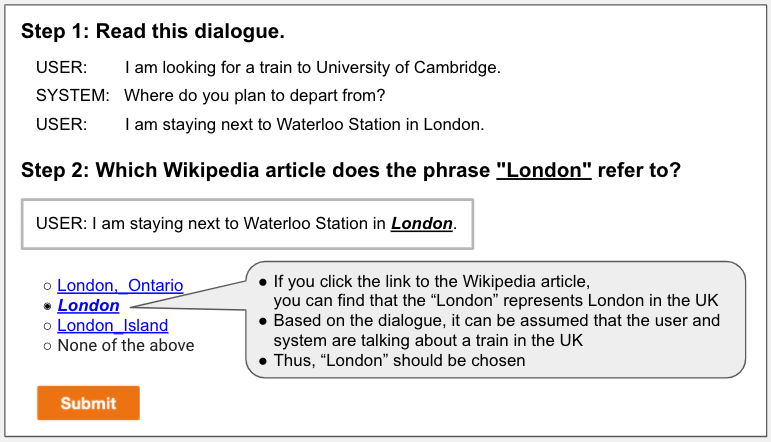 Step 1: Read this dialogue.
USER: I am looking for a train to University of Cambridge.
SYSTEM: Where do you plan to depart from?
USER: I am staying next to Waterloo Station in London.
Step 2: Which Wikipedia article does the phrase "London" refer to?
USER: I am staying next to Waterloo Station in London.
London,_Ontario
London
London_Island
None of the above
● If you click the link to the Wikipedia article,
you can find that the “London” represents London in the UK
● Based on the dialogue, it can be assumed that the user and
system are talking about a train in the UK
● Thus, “London” should be chosen
Submit